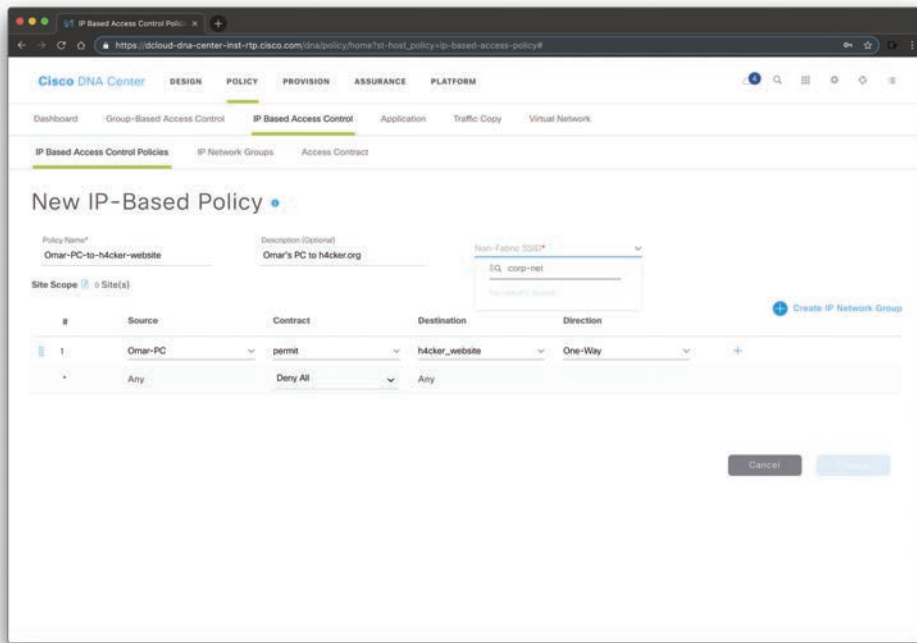 IP Based Access Control Polic
https://dcloud-dna-center-inst-rtp.cisco.com/dna/policy/home?st-host_policy=ip-based-access-policy#
Cisco DNA Center DESIGN POLICY PROVISION ASSURANCE PLATFORM 4
Dashboard Group-Based Access Control IP Based Access Control Application Traffic Copy Virtual Network
IP Based Access Control Policies IP Network Groups Access Contract
New IP-Based Policy
Policy Name* Description (Optional) Non-Fabric SSID*
Omar-PC-to-h4cker-website Omar's PC to h4cker.org
corp-net
Site Scope 0 Site(s) No results found
Create IP Network Group
# Source Contract Destination Direction
1 Omar-PC permit h4cker_website One-Way
* Any Deny All Any
Cancel